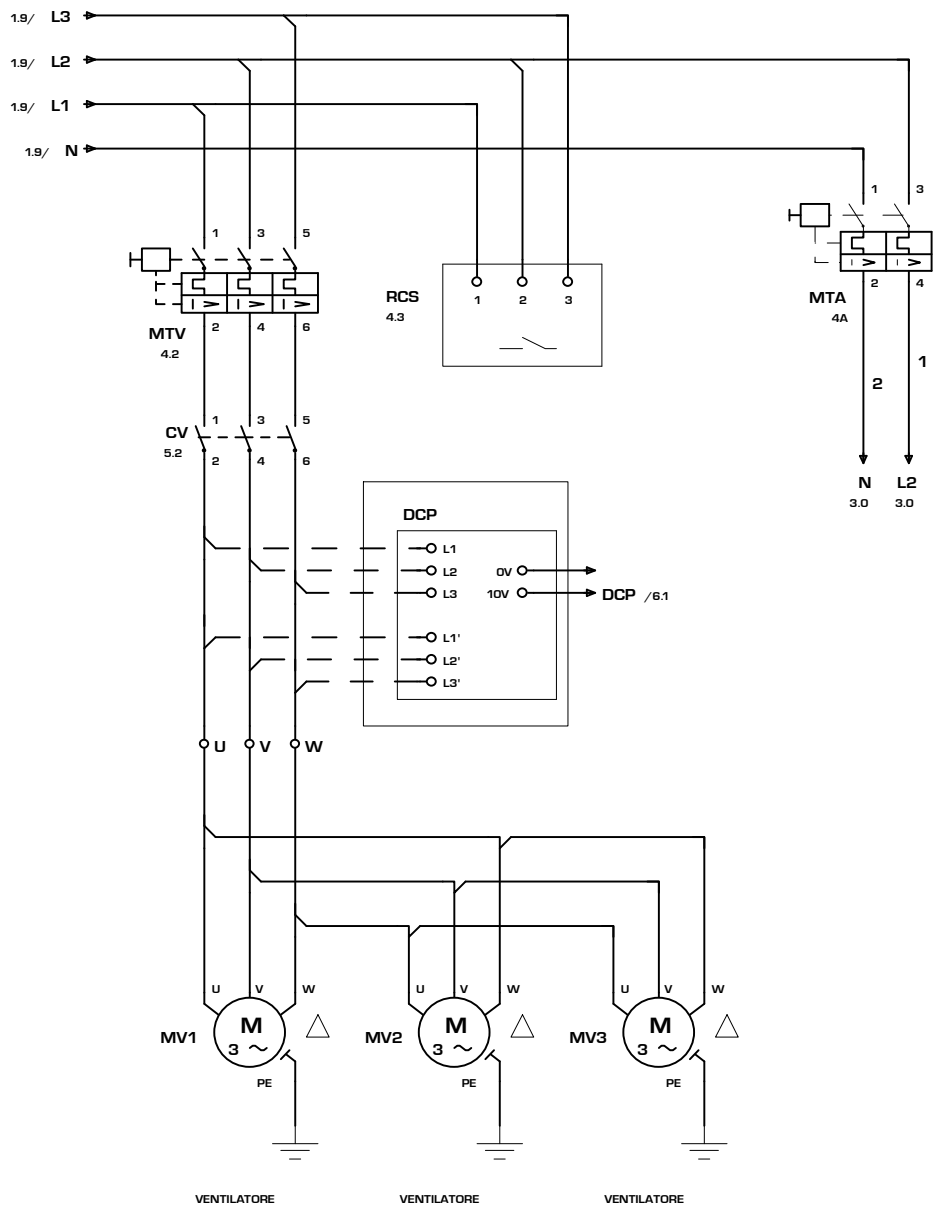 1.9/ L3
1.9/ L2
1.9/ L1
1.9/ N
1 3
1 3 5
RCS
4.3
1 2 3
2 4
MTA
4A
2 4 6
MTV
4.2
1
2
1 3 5
CV
5.2
2 4 6
N L2
3.0 3.0
DCP
L1
L2 0V
L3 10V DCP /6.1
L1'
L2'
L3'
U V W
U V W U V W U V W
MV1 M 3 ~ MV2 M 3 ~ MV3 M 3 ~
PE PE PE
VENTILATORE VENTILATORE VENTILATORE